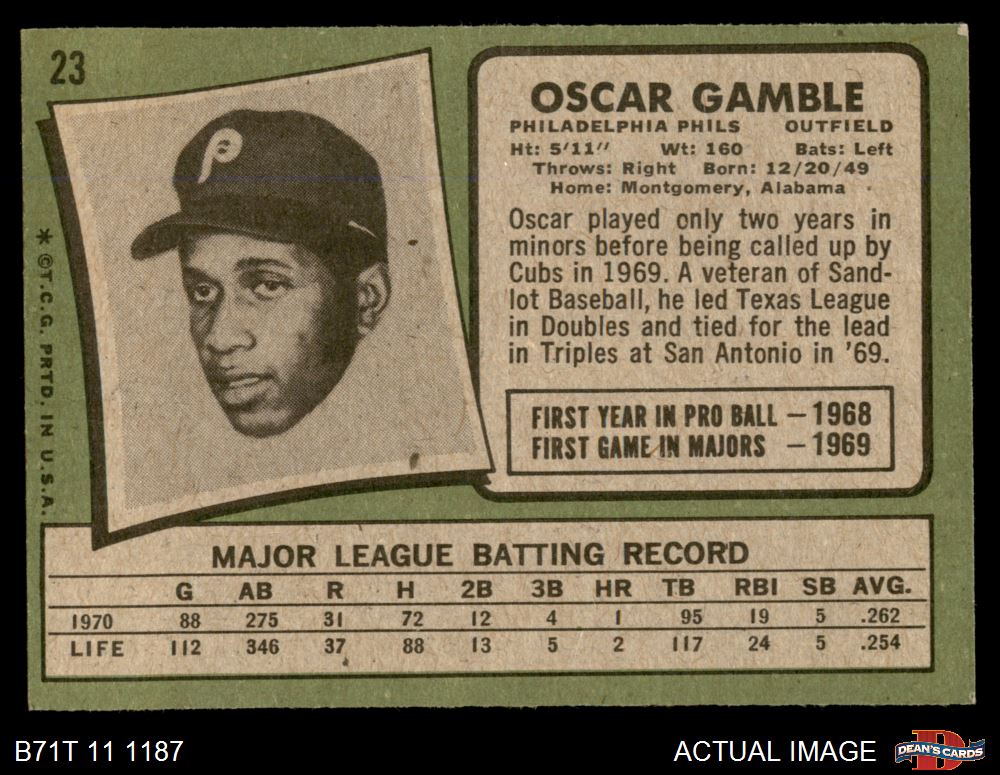 23
OSCAR GAMBLE
PHILADELPHIA PHILS OUTFIELD
Ht: 5'11" Wt: 160 Bats: Left
Throws: Right Born: 12/20/49
Home: Montgomery, Alabama
Oscar played only two years in
minors before being called up by
Cubs in 1969. A veteran of Sand-
lot Baseball, he led Texas League
in Doubles and tied for the lead
in Triples at San Antonio in '69.
FIRST YEAR IN PRO BALL – 1968
FIRST GAME IN MAJORS – 1969
P
* © T.C.G. PRTD. IN U.S.A.
MAJOR LEAGUE BATTING RECORD
G AB R H 2B 3B HR TB RBI SB AVG.
1970 88 275 31 72 12 4 1 95 19 5 .262
LIFE 112 346 37 88 13 5 2 117 24 5 .254
B71T 11 1187
ACTUAL IMAGE
D
DEAN'S CARDS